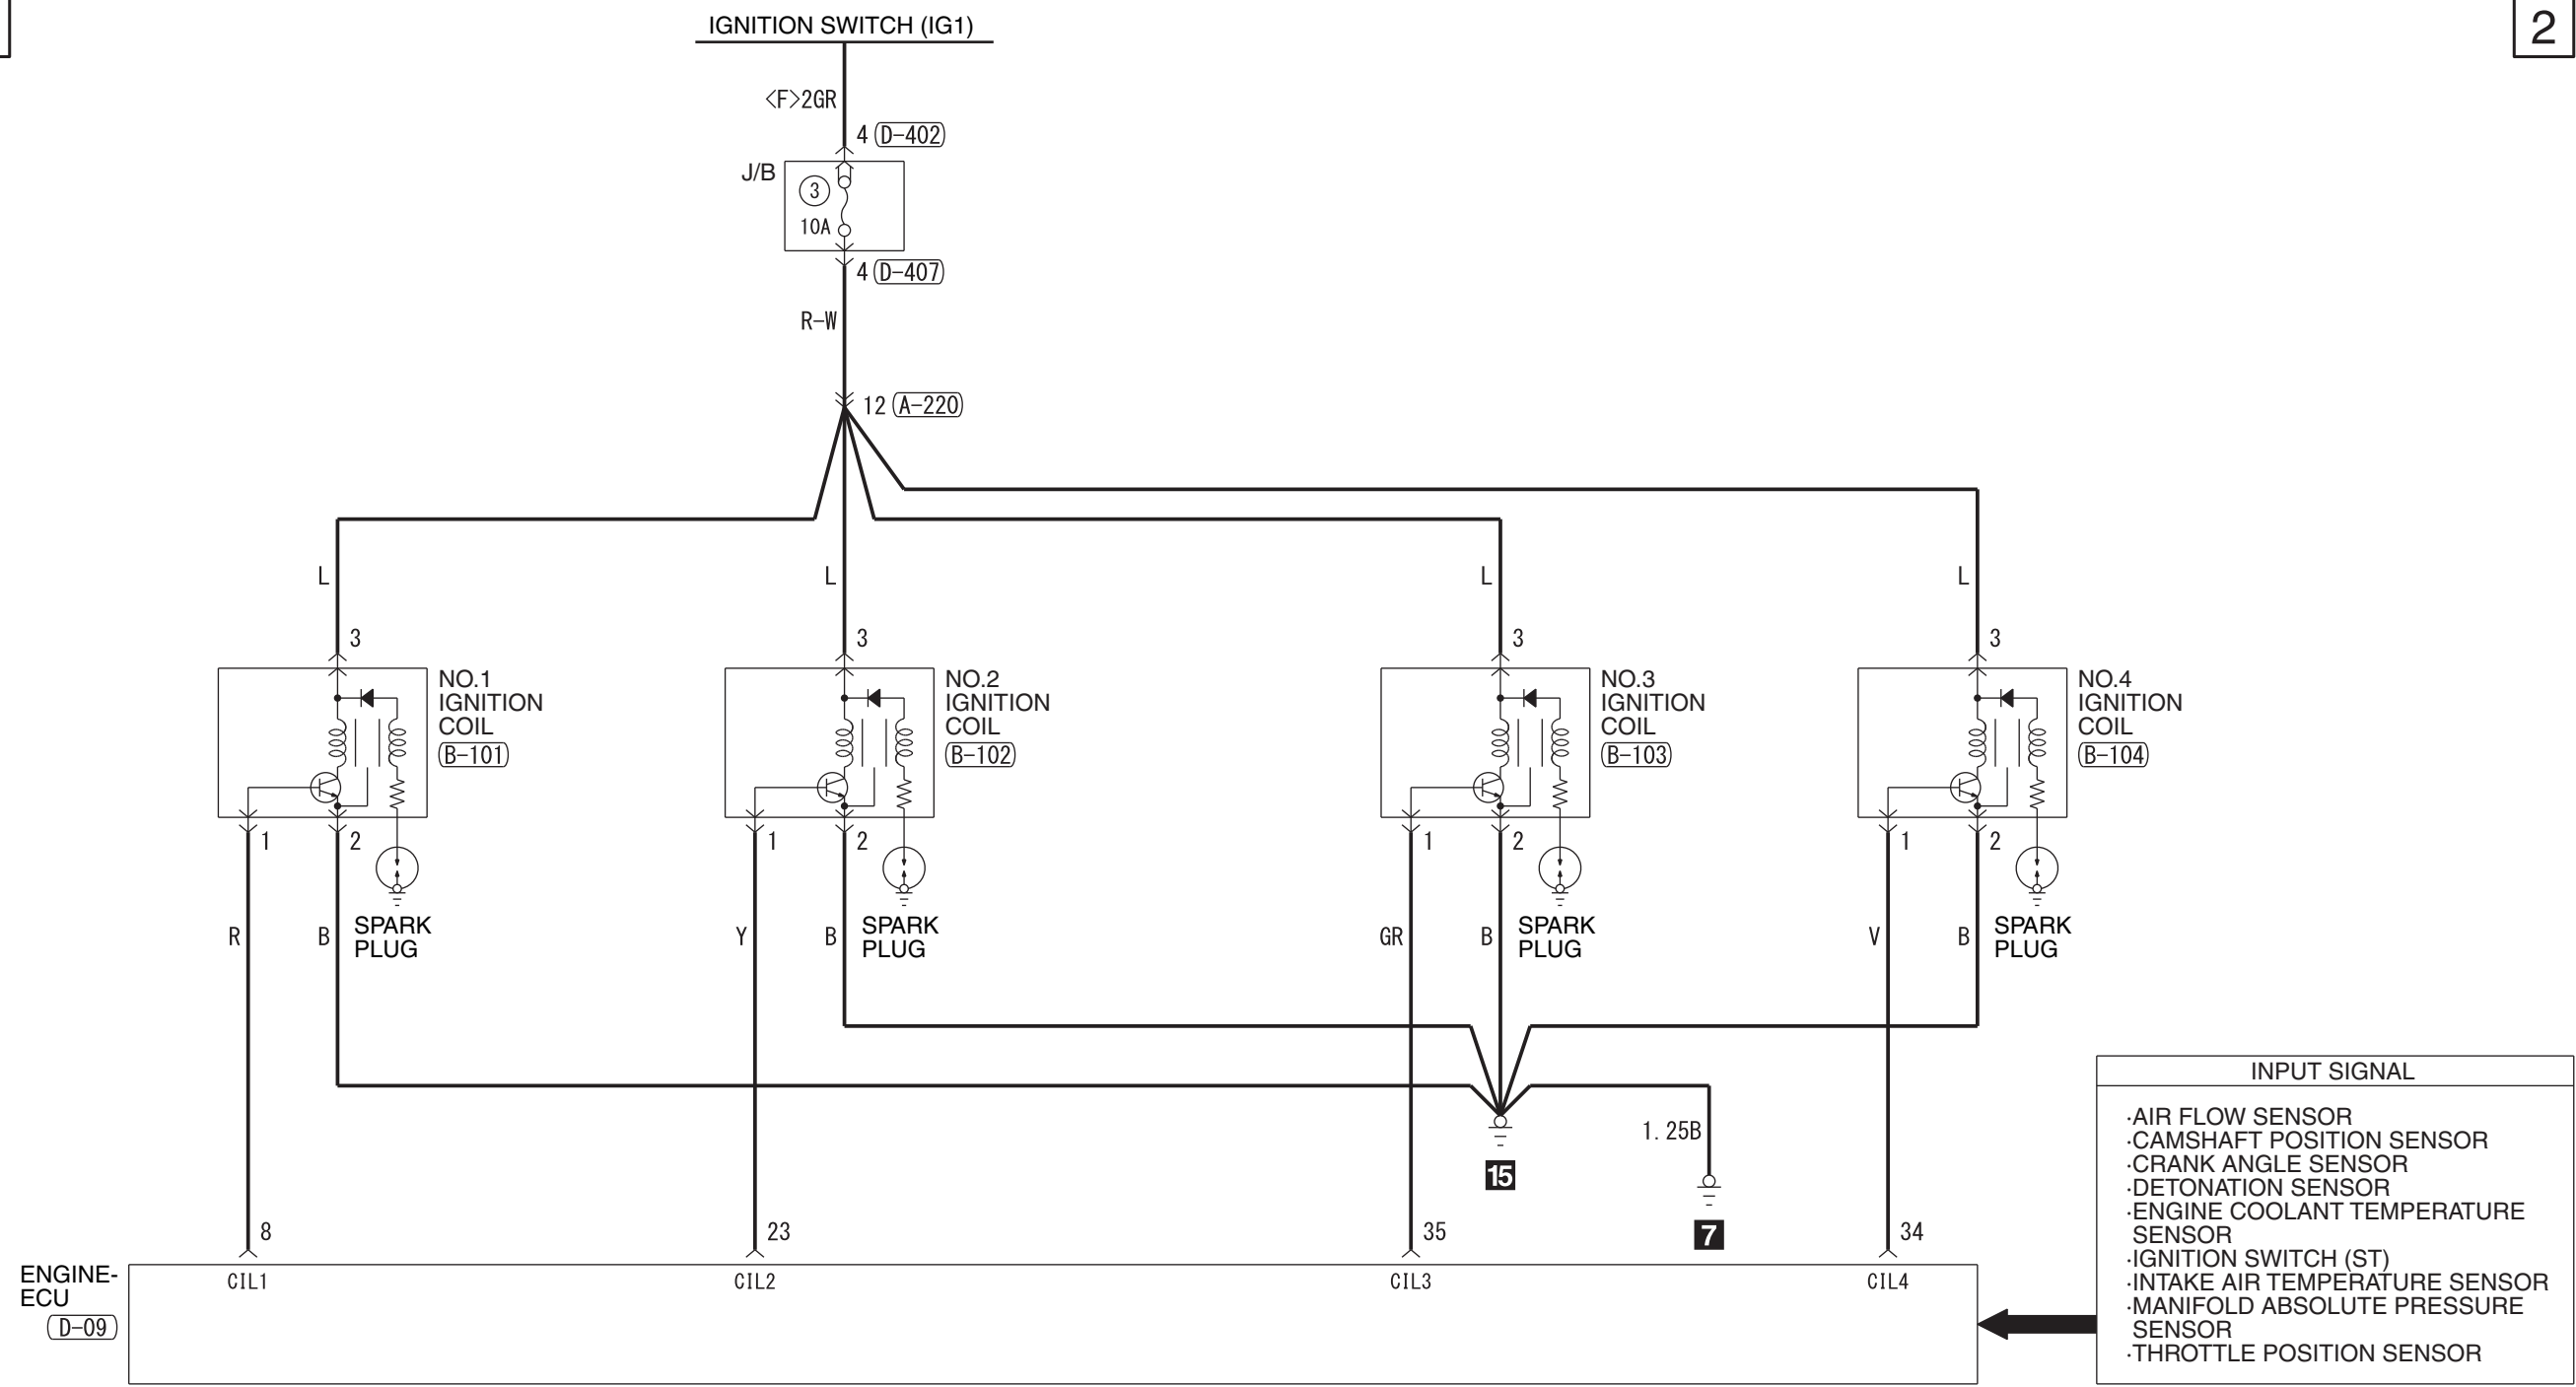 2
IGNITION SWITCH (IG1)
<F>2GR
4 D-402
J/B
3
10A
4 D-407
R-W
12 A-220
L
L
L
L
3
3
3
3
NO.1
IGNITION
COIL
B-101
NO.2
IGNITION
COIL
B-102
NO.3
IGNITION
COIL
B-103
NO.4
IGNITION
COIL
B-104
1
2
1
2
1
2
1
2
R
B
SPARK
PLUG
Y
B
SPARK
PLUG
GR
B
SPARK
PLUG
V
B
SPARK
PLUG
1.25B
15
7
8
23
35
34
ENGINE-
ECU
D-09
CIL1
CIL2
CIL3
CIL4
INPUT SIGNAL
·AIR FLOW SENSOR
·CAMSHAFT POSITION SENSOR
·CRANK ANGLE SENSOR
·DETONATION SENSOR
·ENGINE COOLANT TEMPERATURE
SENSOR
·IGNITION SWITCH (ST)
·INTAKE AIR TEMPERATURE SENSOR
·MANIFOLD ABSOLUTE PRESSURE
SENSOR
·THROTTLE POSITION SENSOR